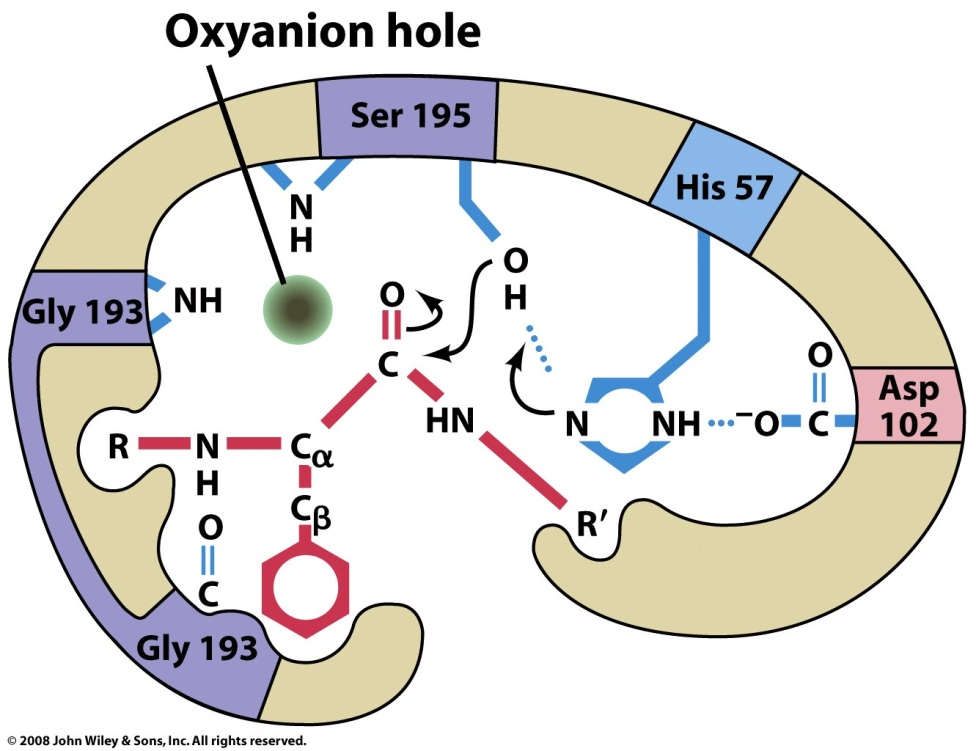 Oxyanion hole
Ser 195
His 57
N
H
O
H
Gly 193
NH
O
C
O
Asp
102
HN
N
NH
−O
C
R
N
H
Cα
Cβ
R′
O
C
Gly 193
© 2008 John Wiley & Sons, Inc. All rights reserved.